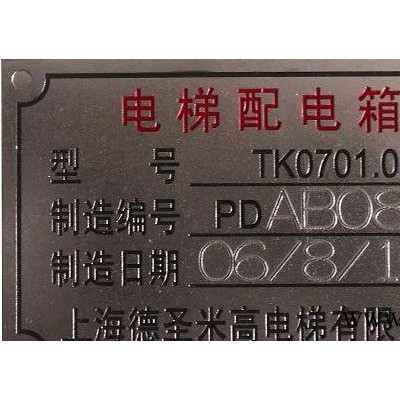 电梯配电箱
型 号 TK0701.0
制造编号 PDAB08
制造日期 06/8/1
上海德圣米高电梯有限
www.